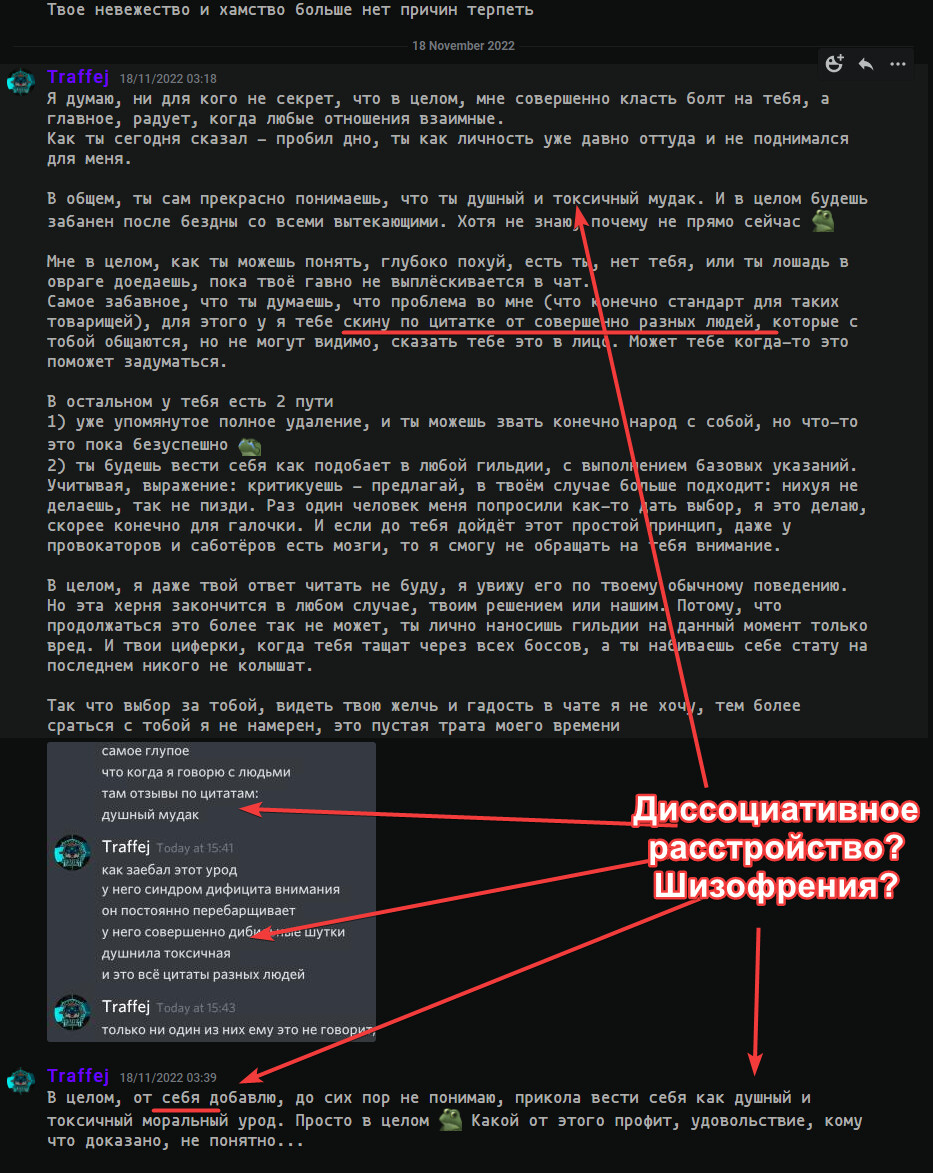 Твое невежество и хамство больше нет причин терпеть
18 November 2022
Traffej 18/11/2022 03:18
Я думаю, ни для кого не секрет, что в целом, мне совершенно класть болт на тебя, а
главное, радует, когда любые отношения взаимные.
Как ты сегодня сказал – пробил дно, ты как личность уже давно оттуда и не поднимался
для меня.
В общем, ты сам прекрасно понимаешь, что ты душный и токсичный мудак. И в целом будешь
забанен после бездны со всеми вытекающими. Хотя не знаю, почему не прямо сейчас
Мне в целом, как ты можешь понять, глубоко похуй, есть ты, нет тебя, или ты лошадь в
овраге доедаешь, пока твоё гавно не выплёскивается в чат.
Самое забавное, что ты думаешь, что проблема во мне (что конечно стандарт для таких
товарищей), для этого у я тебе скину по цитатке от совершенно разных людей, которые с
тобой общаются, но не могут видимо, сказать тебе это в лицо. Может тебе когда-то это
поможет задуматься.
В остальном у тебя есть 2 пути
1) уже упомянутое полное удаление, и ты можешь звать конечно народ с собой, но что-то
это пока безуспешно
2) ты будешь вести себя как подобает в любой гильдии, с выполнением базовых указаний.
Учитывая, выражение: критикуешь – предлагай, в твоём случае больше подходит: нихуя не
делаешь, так не пизди. Раз один человек меня попросили как-то дать выбор, я это делаю,
скорее конечно для галочки. И если до тебя дойдёт этот простой принцип, даже у
провокаторов и саботёров есть мозги, то я смогу не обращать на тебя внимание.
В целом, я даже твой ответ читать не буду, я увижу его по твоему обычному поведению.
Но эта херня закончится в любом случае, твоим решением или нашим. Потому, что
продолжаться это более так не может, ты лично наносишь гильдии на данный момент только
вред. И твои циферки, когда тебя тащат через всех боссов, а ты набиваешь себе стату на
последнем никого не колышат.
Так что выбор за тобой, видеть твою желчь и гадость в чате я не хочу, тем более
сраться с тобой я не намерен, это пустая трата моего времени
самое глупое
что когда я говорю с людьми
там отзывы по цитатам:
душный мудак
Traffej Today at 15:41
как заебал этот урод
у него синдром дифицита внимания
он постоянно перебарщивает
у него совершенно дибильные шутки
душнила токсичная
и это всё цитаты разных людей
Traffej Today at 15:43
только ни один из них ему это не говорит,
Диссоциативное
расстройство?
Шизофрения?
Traffej 18/11/2022 03:39
В целом, от себя добавлю, до сих пор не понимаю, прикола вести себя как душный и
токсичный моральный урод. Просто в целом Какой от этого профит, удовольствие, кому
что доказано, не понятно...